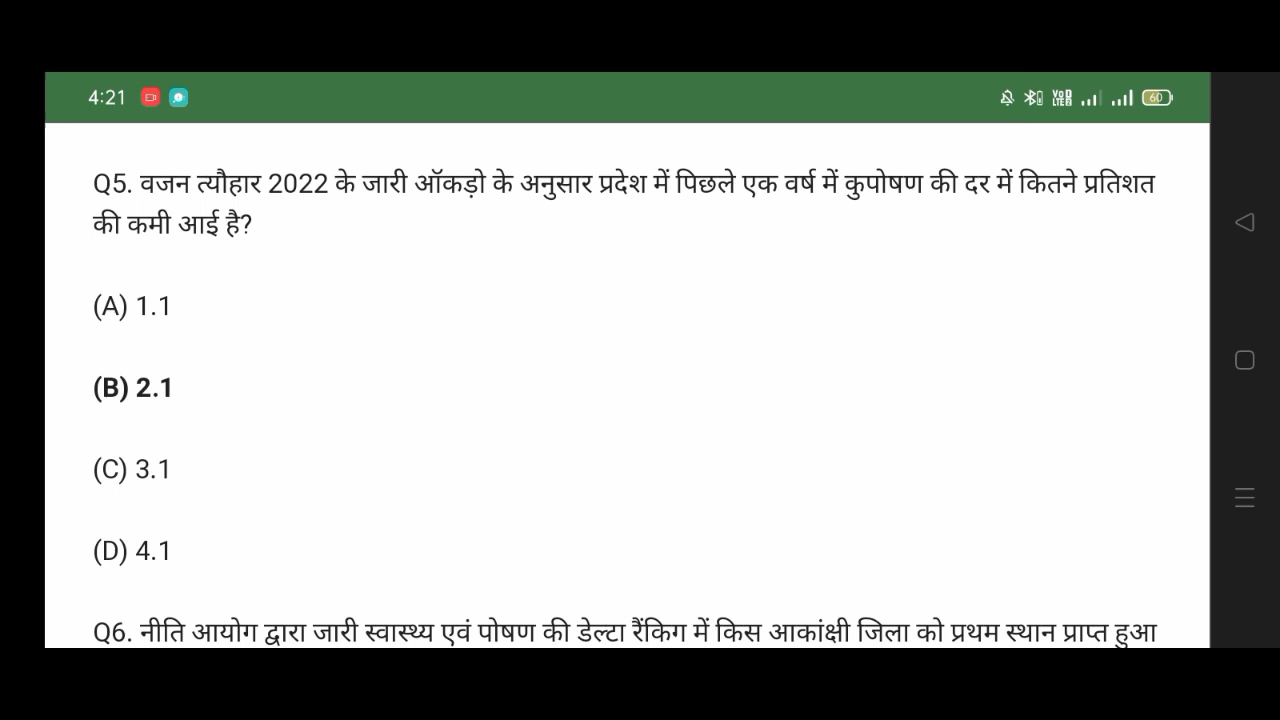 4:21
60
Q5. वजन त्यौहार 2022 के जारी ऑकड़ो के अनुसार प्रदेश में पिछले एक वर्ष में कुपोषण की दर में कितने प्रतिशत
की कमी आई है?
(A) 1.1
(B) 2.1
(C) 3.1
(D) 4.1
Q6. नीति आयोग द्वारा जारी स्वास्थ्य एवं पोषण की डेल्टा रैंकिग में किस आकांक्षी जिला को प्रथम स्थान प्राप्त हुआ